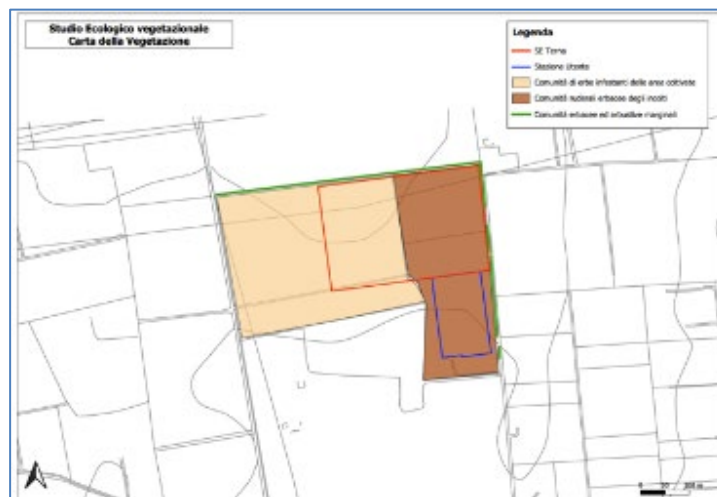 Studio Ecologico vegetazionale
Carta della Vegetazione
Legenda
SE Terna
Stazione Utente
Comunità di erbe infestanti delle aree coltivate
Comunità ruderali erbacee degli incolti
Comunità erbacee ed arbustive marginali
0